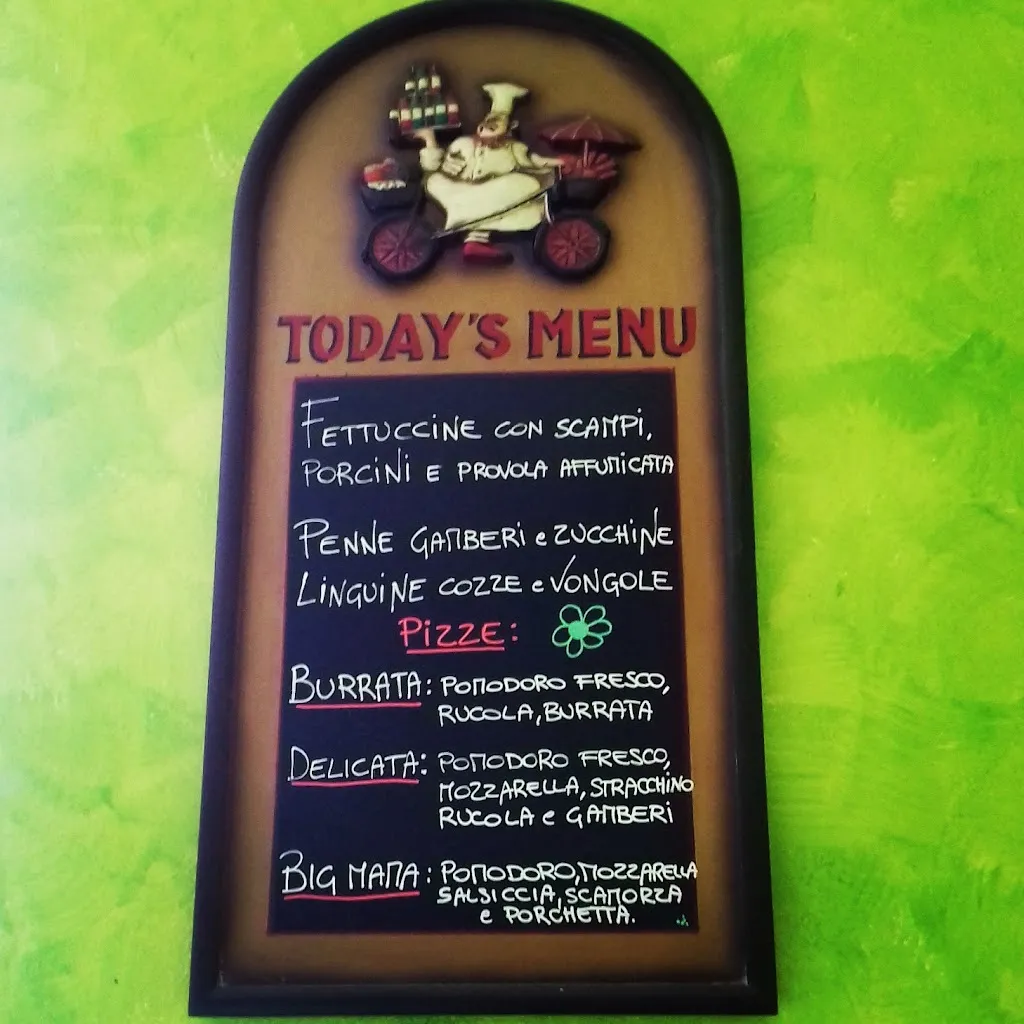 TODAY'S MENU
FETTUCCINE CON SCAMPI,
PORCINI E PROVOLA AFFUMICATA
PENNE GAMBERI e ZUCCHINE
LINGUINE COZZE e VONGOLE
PIZZE:
BURRATA: POMODORO FRESCO,
RUCOLA, BURRATA
DELICATA: POMODORO FRESCO,
MOZZARELLA, STRACCHINO
RUCOLA e GAMBERI
BIG MAMA: POMODORO, MOZZARELLA
SALSICCIA, SCAMORZA
e PORCHETTA.